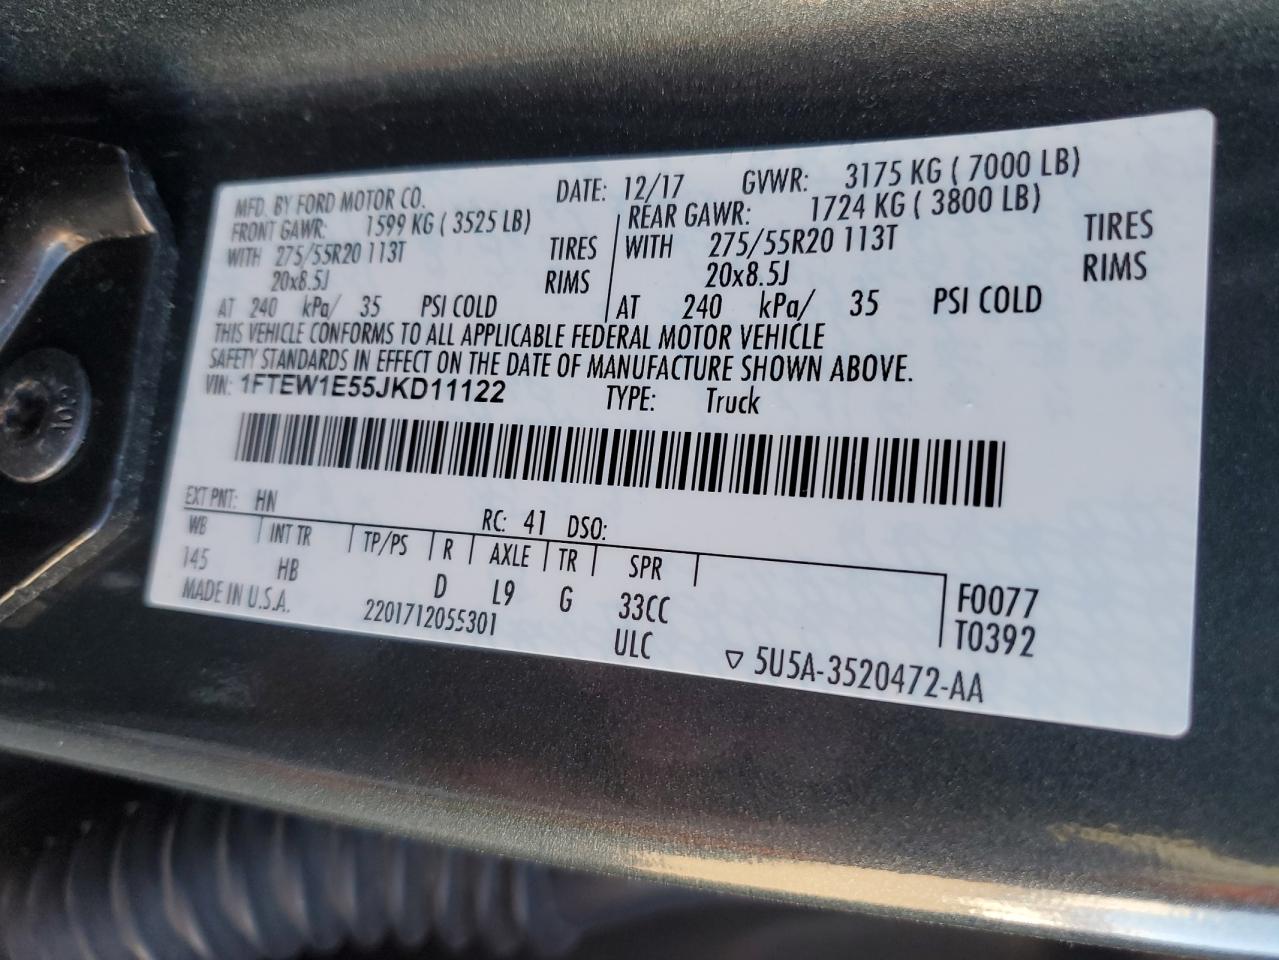 MFD. BY FORD MOTOR CO. DATE: 12/17 GVWR: 3175 KG ( 7000 LB)
FRONT GAWR: 1599 KG ( 3525 LB) REAR GAWR: 1724 KG ( 3800 LB)
WITH 275/55R20 113T TIRES WITH 275/55R20 113T TIRES
20x8.5J RIMS 20x8.5J RIMS
AT 240 kPa/ 35 PSI COLD AT 240 kPa/ 35 PSI COLD
THIS VEHICLE CONFORMS TO ALL APPLICABLE FEDERAL MOTOR VEHICLE
SAFETY STANDARDS IN EFFECT ON THE DATE OF MANUFACTURE SHOWN ABOVE.
VIN: 1FTEW1E55JKD11122 TYPE: Truck
EXT PNT: HN RC: 41 DSO:
WB INT TR TP/PS R AXLE TR SPR
145 HB D L9 G 33CC F0077
MADE IN U.S.A. 2201712055301 ULC T0392
▽ 5U5A-3520472-AA